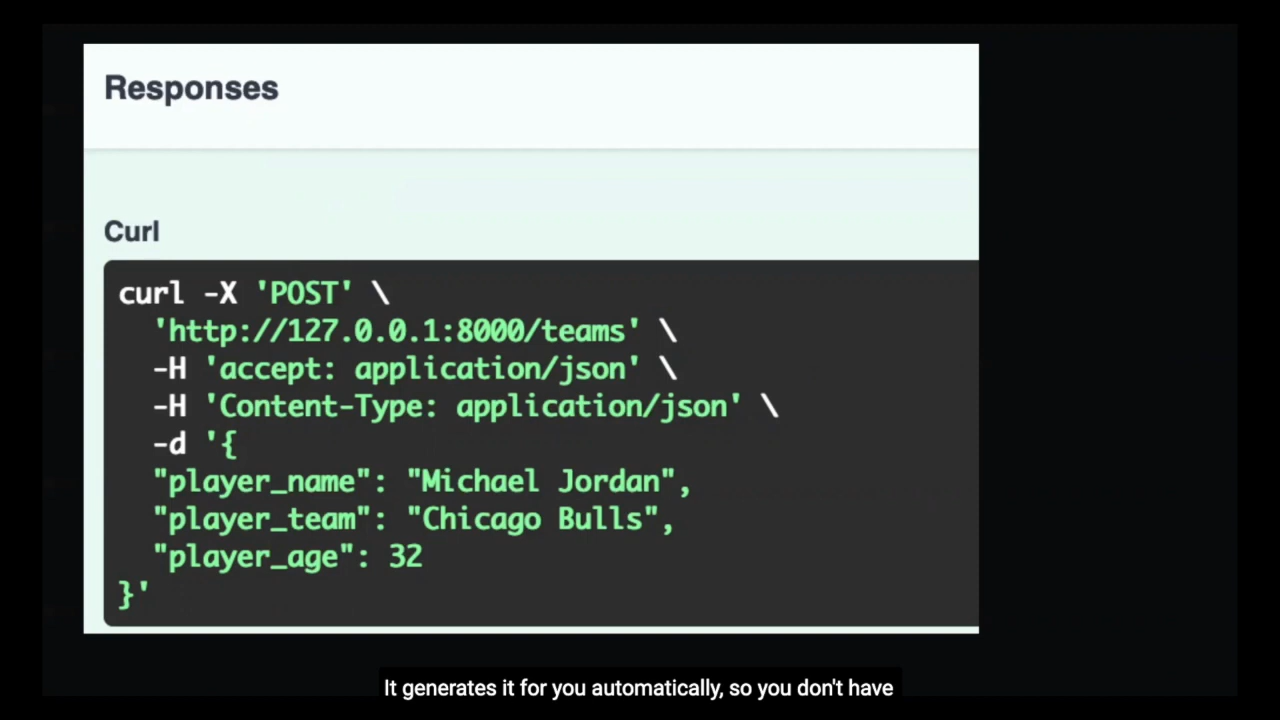 Responses
Curl
curl -X 'POST' \
'http://127.0.0.1:8000/teams' \
-H 'accept: application/json' \
-H 'Content-Type: application/json' \
-d '{
"player_name": "Michael Jordan",
"player_team": "Chicago Bulls",
"player_age": 32
}'
It generates it for you automatically, so you don't have